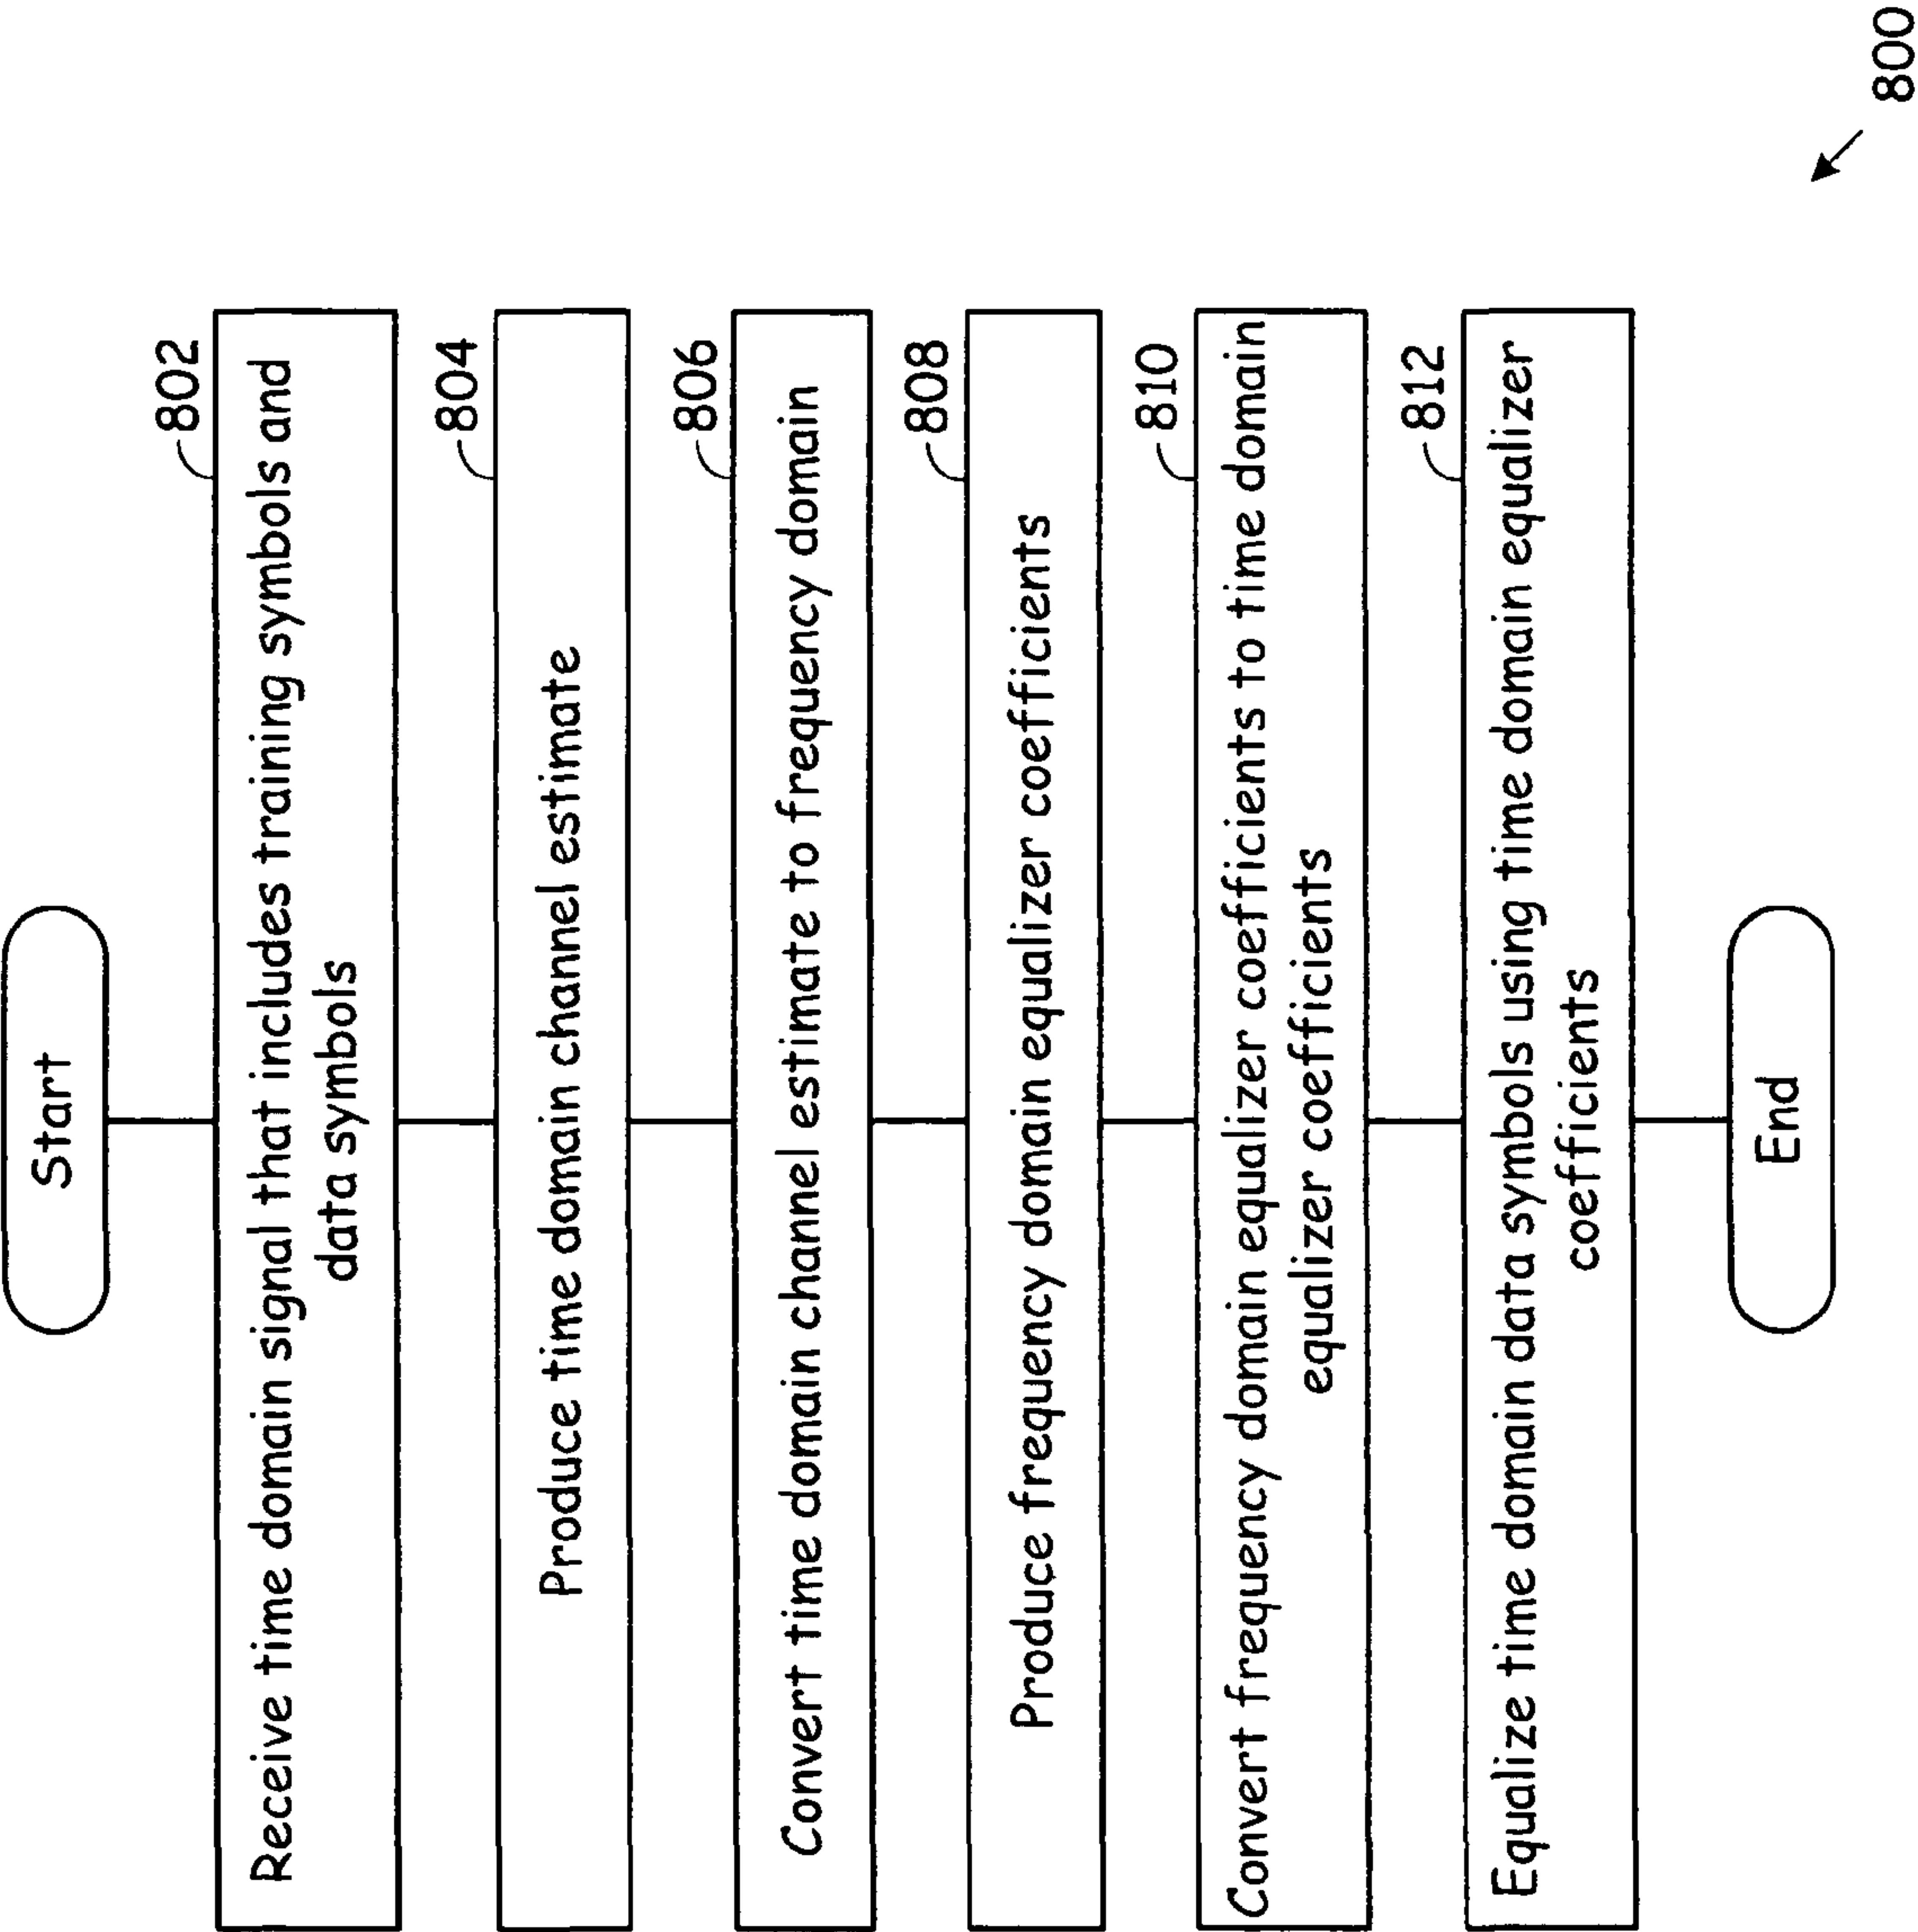 Start
802
Receive time domain signal that includes training symbols and
data symbols
804
Produce time domain channel estimate
806
Convert time domain channel estimate to frequency domain
808
Produce frequency domain equalizer coefficients
810
Convert frequency domain equalizer coefficients to time domain
equalizer coefficients
812
Equalize time domain data symbols using time domain equalizer
coefficients
End
800